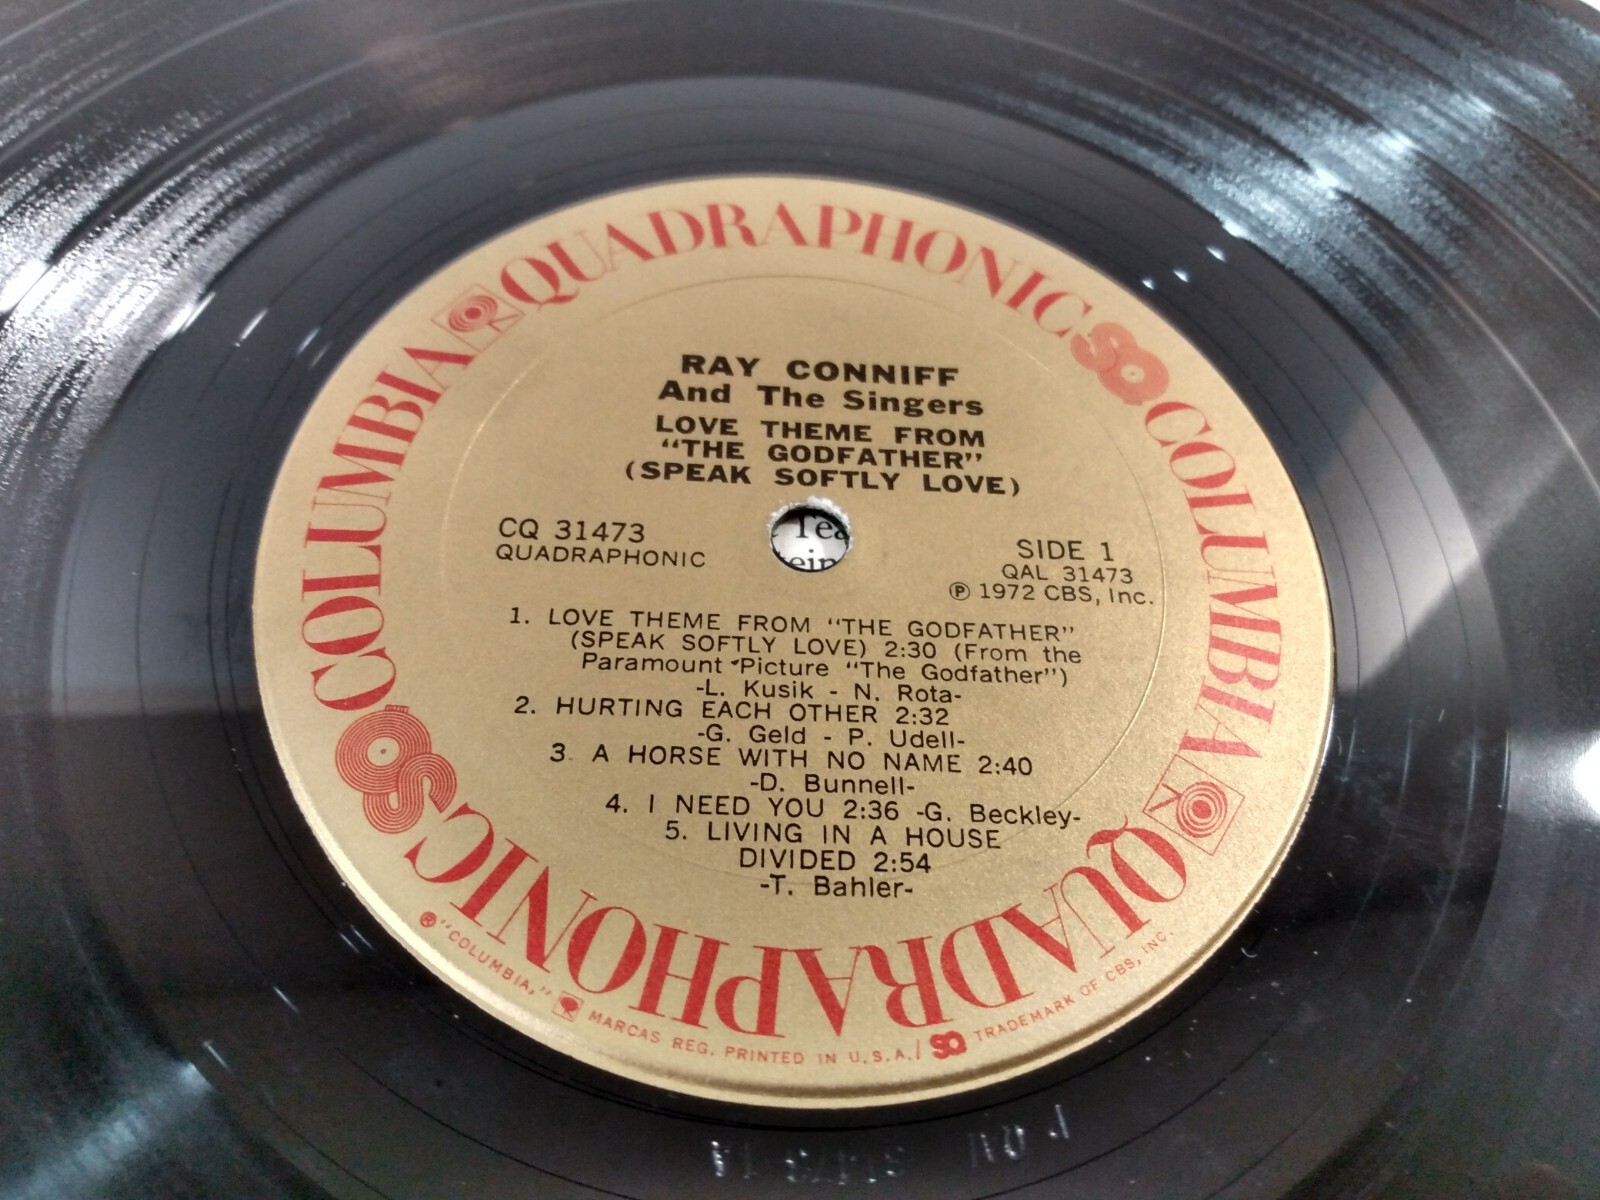 QUADRAPHONIC SQ COLUMBIA
QUADRAPHONIC SQ COLUMBIA
RAY CONNIFF
And The Singers
LOVE THEME FROM
"THE GODFATHER"
(SPEAK SOFTLY LOVE)
CQ 31473
QUADRAPHONIC
SIDE 1
QAL 31473
℗ 1972 CBS, Inc.
1. LOVE THEME FROM "THE GODFATHER"
(SPEAK SOFTLY LOVE) 2:30 (From the
Paramount Picture "The Godfather")
-L. Kusik - N. Rota-
2. HURTING EACH OTHER 2:32
-G. Geld - P. Udell-
3. A HORSE WITH NO NAME 2:40
-D. Bunnell-
4. I NEED YOU 2:36 -G. Beckley-
5. LIVING IN A HOUSE
DIVIDED 2:54
-T. Bahler-
® "COLUMBIA," MARCAS REG. PRINTED IN U.S.A./ SQ TRADEMARK OF CBS, INC.